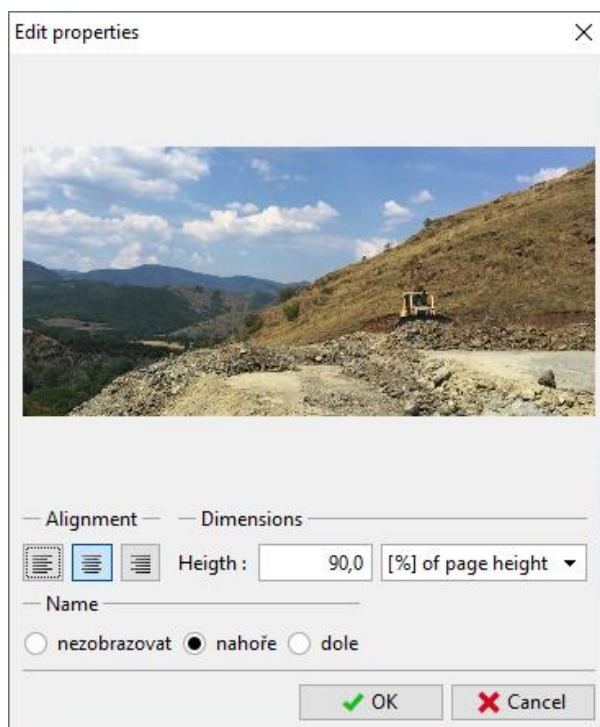 Edit properties
Alignment
Dimensions
Heigth :
90,0
[%] of page height
Name
nezobrazovat
nahoře
dole
OK
Cancel